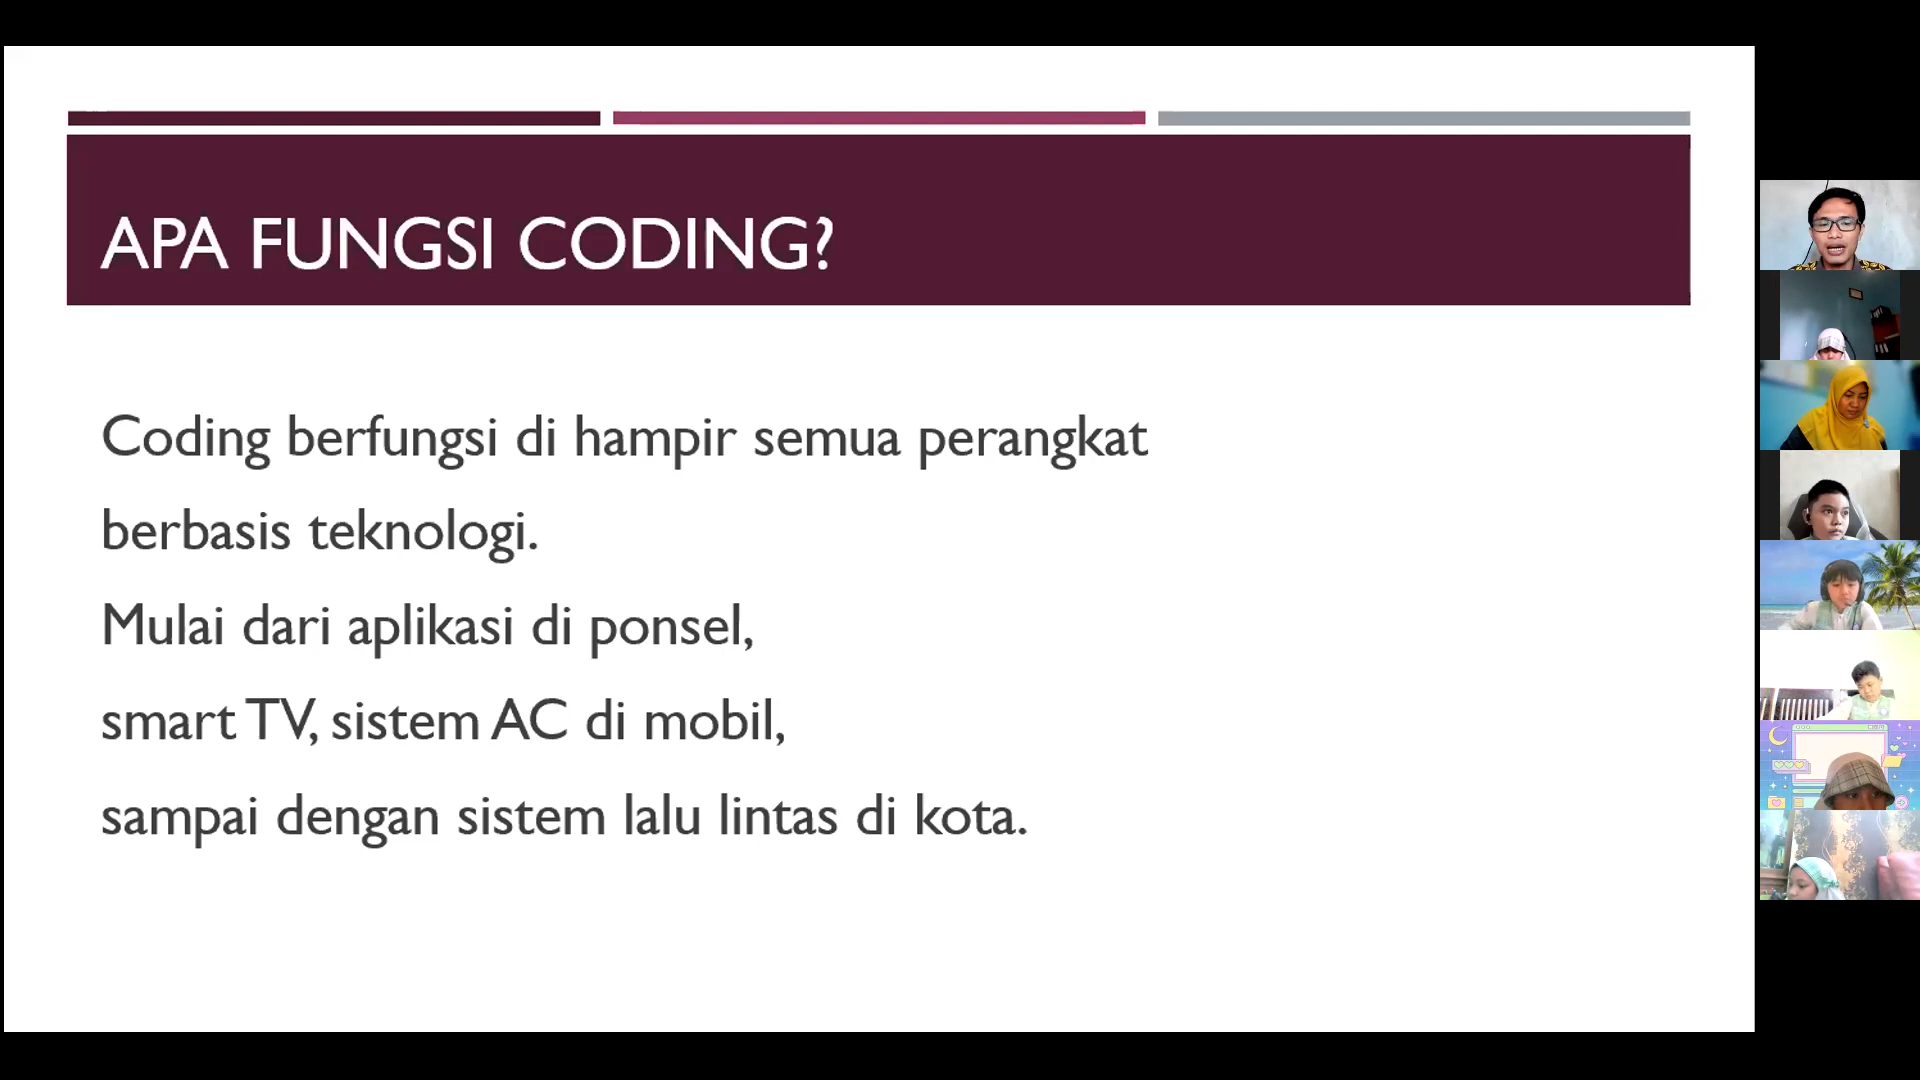 APA FUNGSI CODING?
Coding berfungsi di hampir semua perangkat
berbasis teknologi.
Mulai dari aplikasi di ponsel,
smart TV, sistem AC di mobil,
sampai dengan sistem lalu lintas di kota.